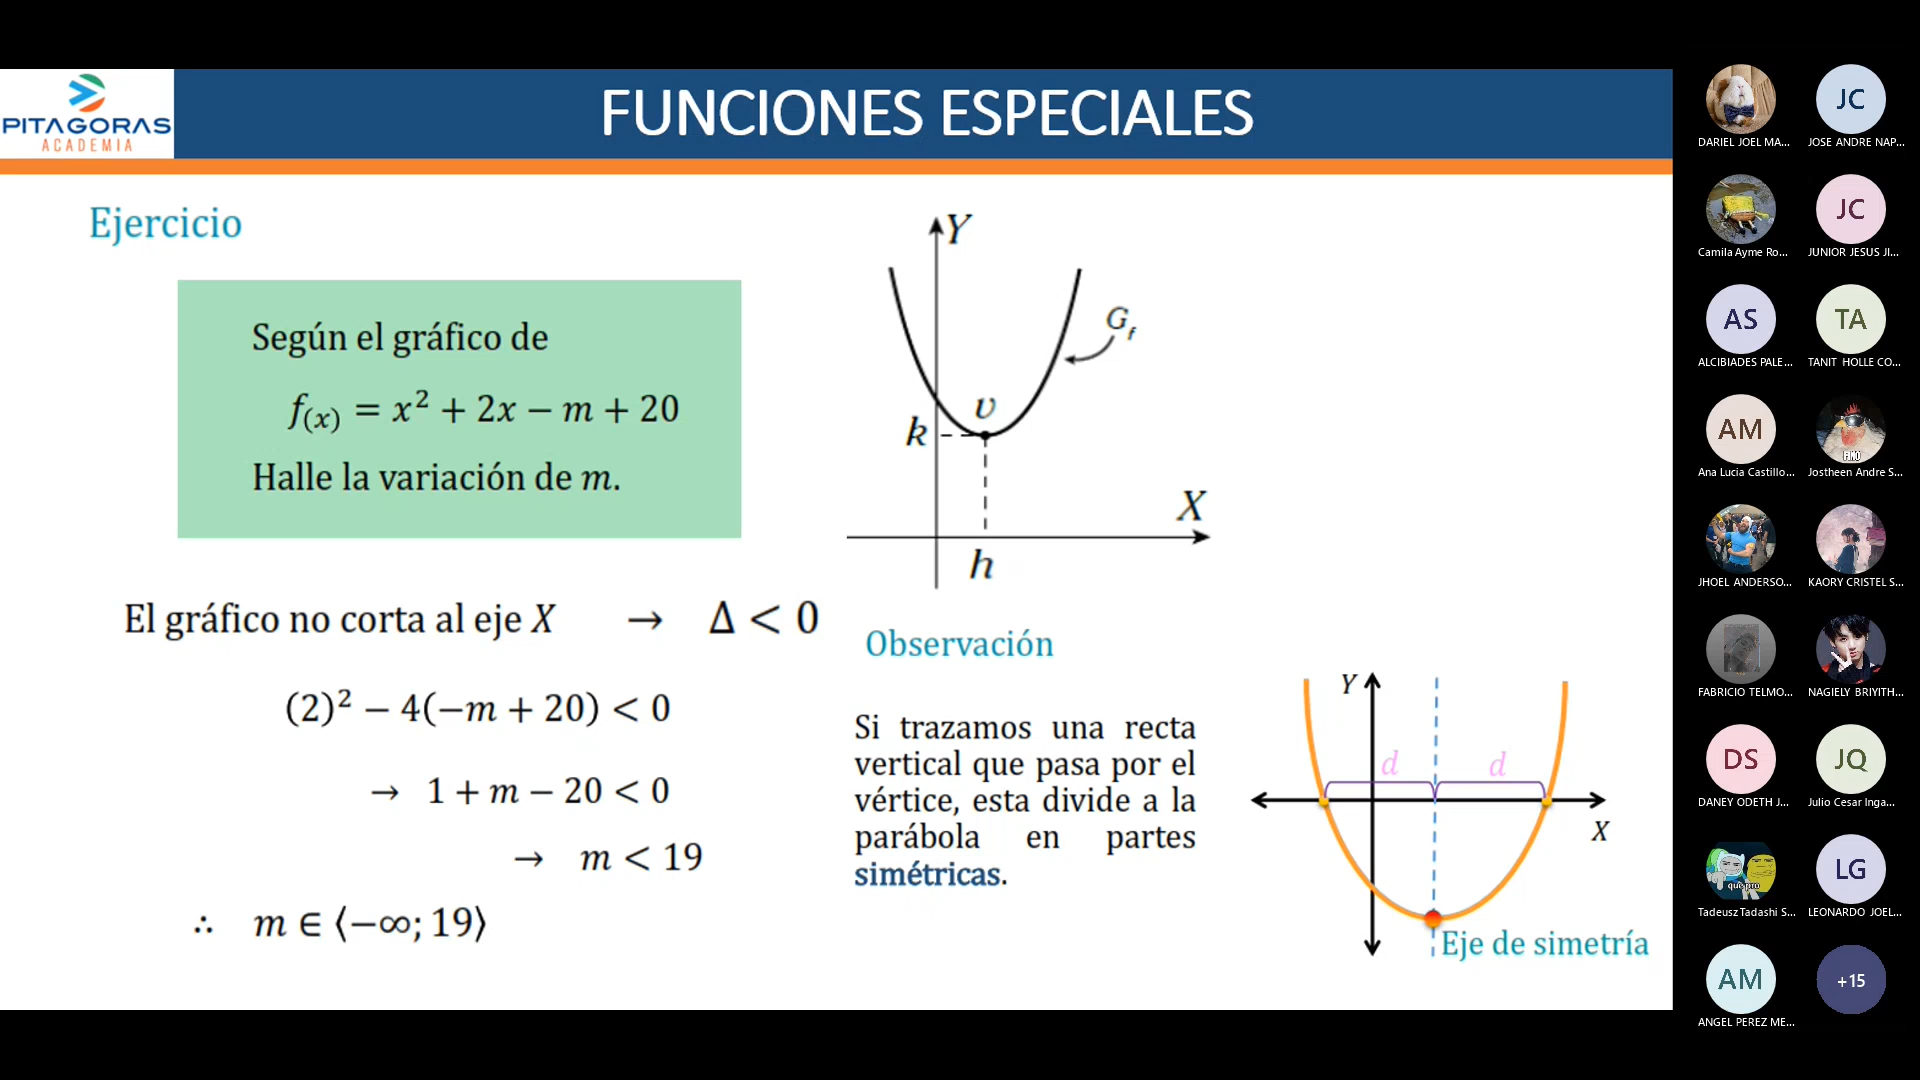 PITAGORAS
ACADEMIA
FUNCIONES ESPECIALES
Ejercicio
Según el gráfico de
f(x) = x² + 2x − m + 20
Halle la variación de m.
Y
G_f
v
k
X
h
El gráfico no corta al eje X → Δ < 0
(2)² − 4(−m + 20) < 0
→ 1 + m − 20 < 0
→ m < 19
∴ m ∈ ⟨−∞; 19⟩
Observación
Si trazamos una recta
vertical que pasa por el
vértice, esta divide a la
parábola en partes
simétricas.
Y
d d
X
Eje de simetría
DARIEL JOEL MA...
JC
JOSE ANDRE NAP...
Camila Ayme Ro...
JC
JUNIOR JESUS JI...
AS
ALCIBIADES PALE...
TA
TANIT HOLLE CO...
AM
Ana Lucia Castillo...
FINO
Jostheen Andre S...
JHOEL ANDERSO...
KAORY CRISTEL S...
FABRICIO TELMO...
NAGIELY BRIYITH...
DS
DANEY ODETH J...
JQ
Julio Cesar Inga...
que pro
Tadeusz Tadashi S...
LG
LEONARDO JOEL...
AM
ANGEL PEREZ ME...
+15